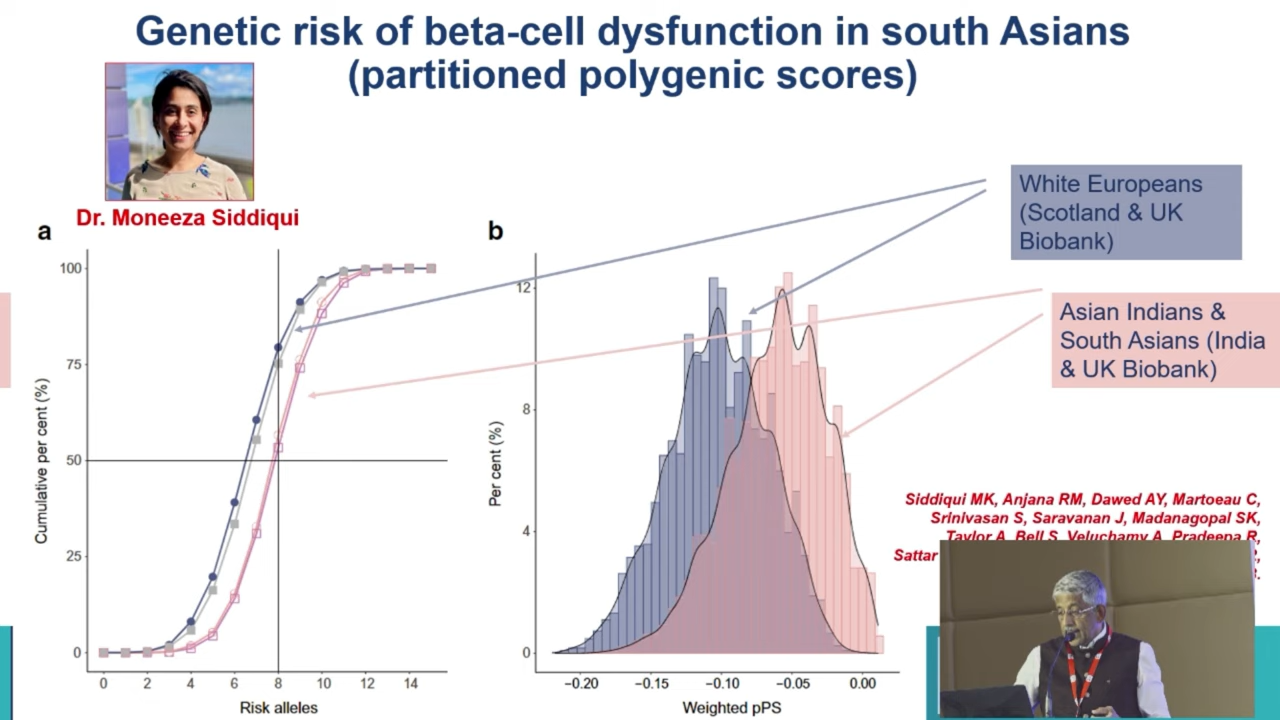 Genetic risk of beta-cell dysfunction in south Asians
(partitioned polygenic scores)
Dr. Moneeza Siddiqui
a
b
White Europeans
(Scotland & UK
Biobank)
Asian Indians &
South Asians (India
& UK Biobank)
Cumulative per cent (%)
100
75
50
25
0
0 2 4 6 8 10 12 14
Risk alleles
Per cent (%)
12
8
4
0
−0.20 −0.15 −0.10 −0.05 0.00
Weighted pPS
Siddiqui MK, Anjana RM, Dawed AY, Martoeau C,
Srinivasan S, Saravanan J, Madanagopal SK,
Taylor A, Bell S, Veluchamy A, Pradeepa R,
Sattar